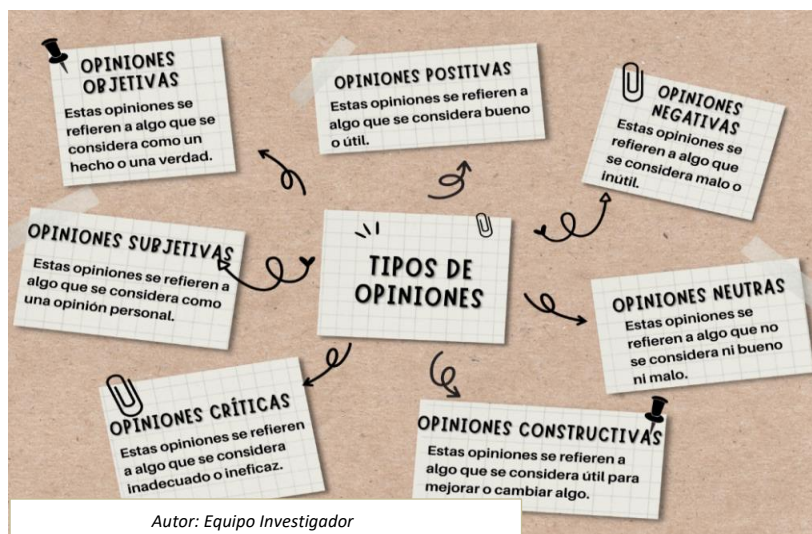 OPINIONES
OBJETIVAS
Estas opiniones se
refieren a algo que se
considera como un
hecho o una verdad.
OPINIONES POSITIVAS
Estas opiniones se refieren a
algo que se considera bueno
o útil.
OPINIONES
NEGATIVAS
Estas opiniones se
refieren a algo que
se considera malo o
inútil.
OPINIONES SUBJETIVAS
Estas opiniones se refieren a
algo que se considera como
una opinión personal.
TIPOS DE
OPINIONES
OPINIONES NEUTRAS
Estas opiniones se
refieren a algo que no
se considera ni bueno
ni malo.
OPINIONES CRÍTICAS
Estas opiniones se refieren
a algo que se considera
inadecuado o ineficaz.
OPINIONES CONSTRUCTIVAS
Estas opiniones se refieren a
algo que se considera útil para
mejorar o cambiar algo.
Autor: Equipo Investigador